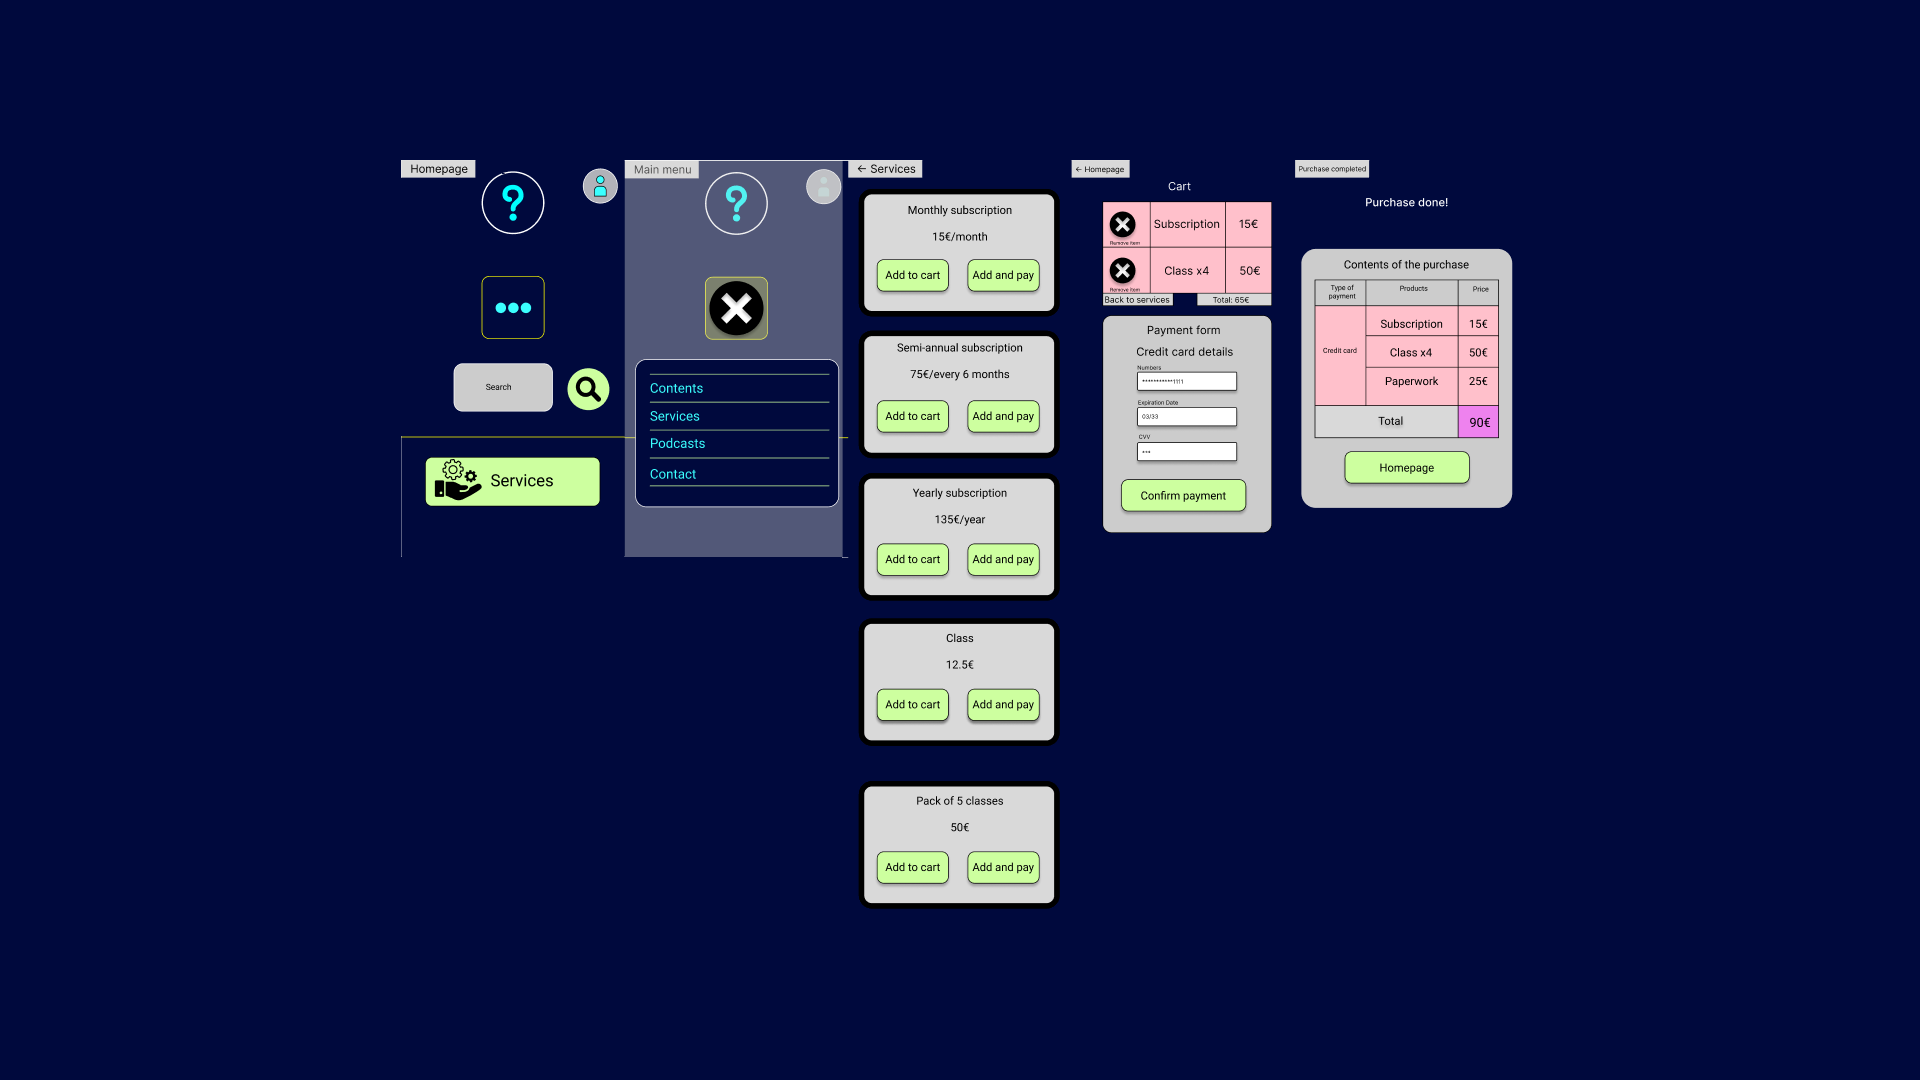 Homepage
?
Search
Services
Main menu
?
Contents
Services
Podcasts
Contact
← Services
Monthly subscription
15€/month
Add to cart
Add and pay
Semi-annual subscription
75€/every 6 months
Add to cart
Add and pay
Yearly subscription
135€/year
Add to cart
Add and pay
Class
12.5€
Add to cart
Add and pay
Pack of 5 classes
50€
Add to cart
Add and pay
← Homepage
Cart
Subscription 15€
Remove item
Class x4 50€
Remove item
Back to services Total: 65€
Payment form
Credit card details
Numbers
************1111
Expiration Date
03/33
CVV
***
Confirm payment
Purchase completed
Purchase done!
Contents of the purchase
Type of payment Products Price
Subscription 15€
Credit card
Class x4 50€
Paperwork 25€
Total 90€
Homepage